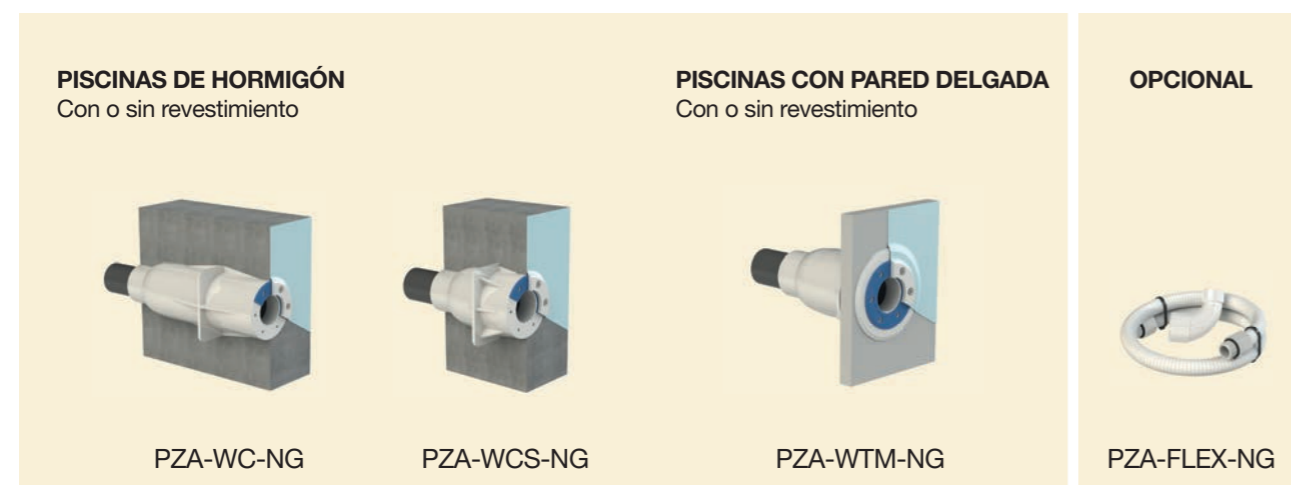 PISCINAS DE HORMIGÓN
Con o sin revestimiento
PISCINAS CON PARED DELGADA
Con o sin revestimiento
OPCIONAL
PZA-WC-NG
PZA-WCS-NG
PZA-WTM-NG
PZA-FLEX-NG